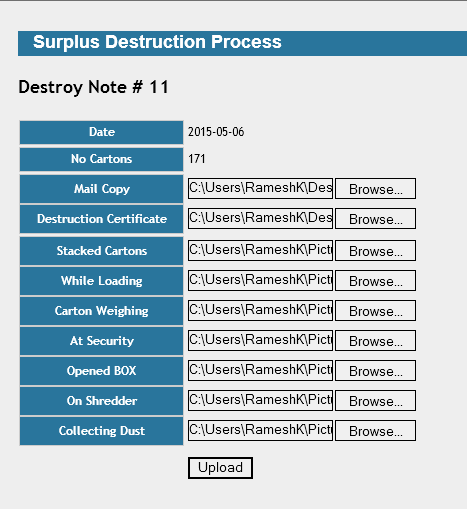 Surplus Destruction Process
Destroy Note # 11
Date 2015-05-06
No Cartons 171
Mail Copy C:\Users\RameshK\Des Browse...
Destruction Certificate C:\Users\RameshK\Des Browse...
Stacked Cartons C:\Users\RameshK\Pict Browse...
While Loading C:\Users\RameshK\Pict Browse...
Carton Weighing C:\Users\RameshK\Pict Browse...
At Security C:\Users\RameshK\Pict Browse...
Opened BOX C:\Users\RameshK\Pict Browse...
On Shredder C:\Users\RameshK\Pict Browse...
Collecting Dust C:\Users\RameshK\Pict Browse...
Upload